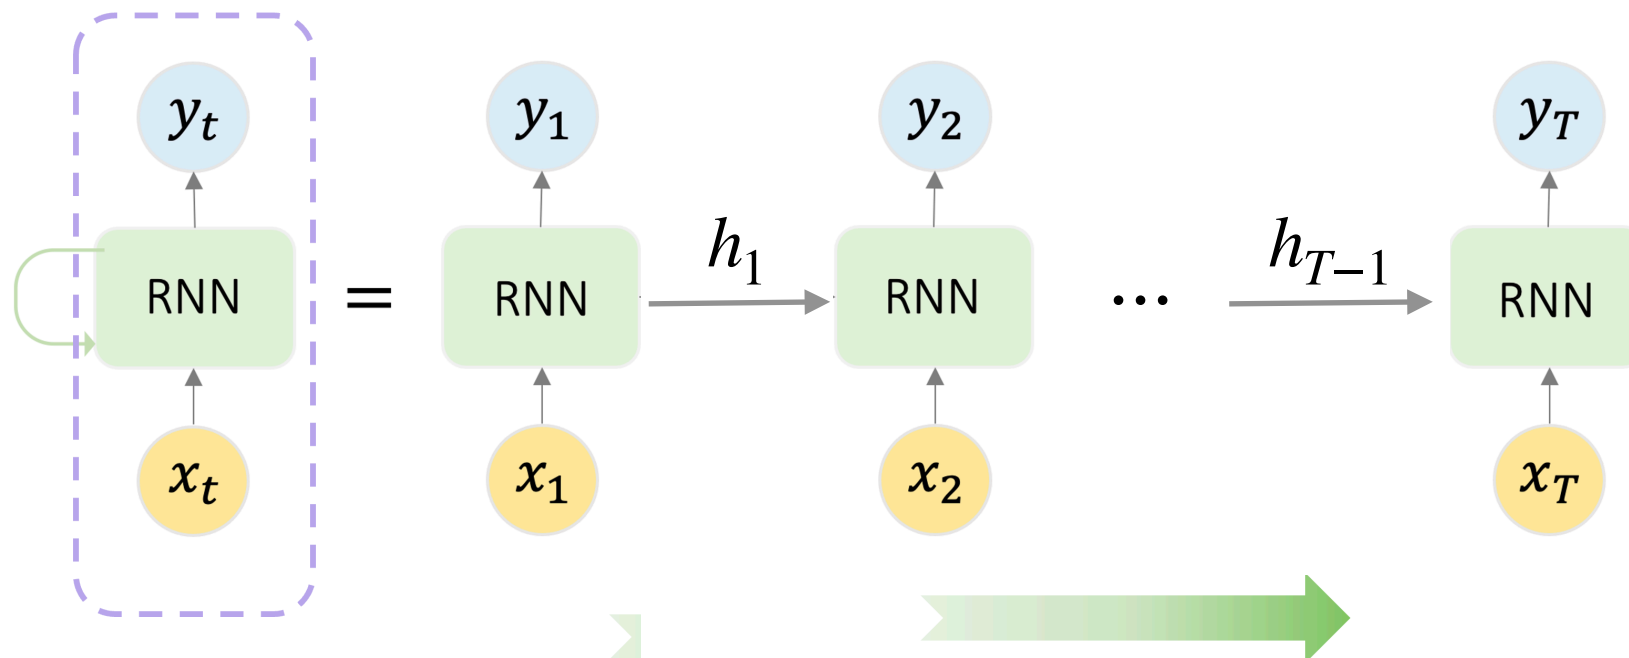 y_t y_1 y_2 y_T
h_1 h_{T−1}
RNN = RNN RNN ... RNN
x_t x_1 x_2 x_T